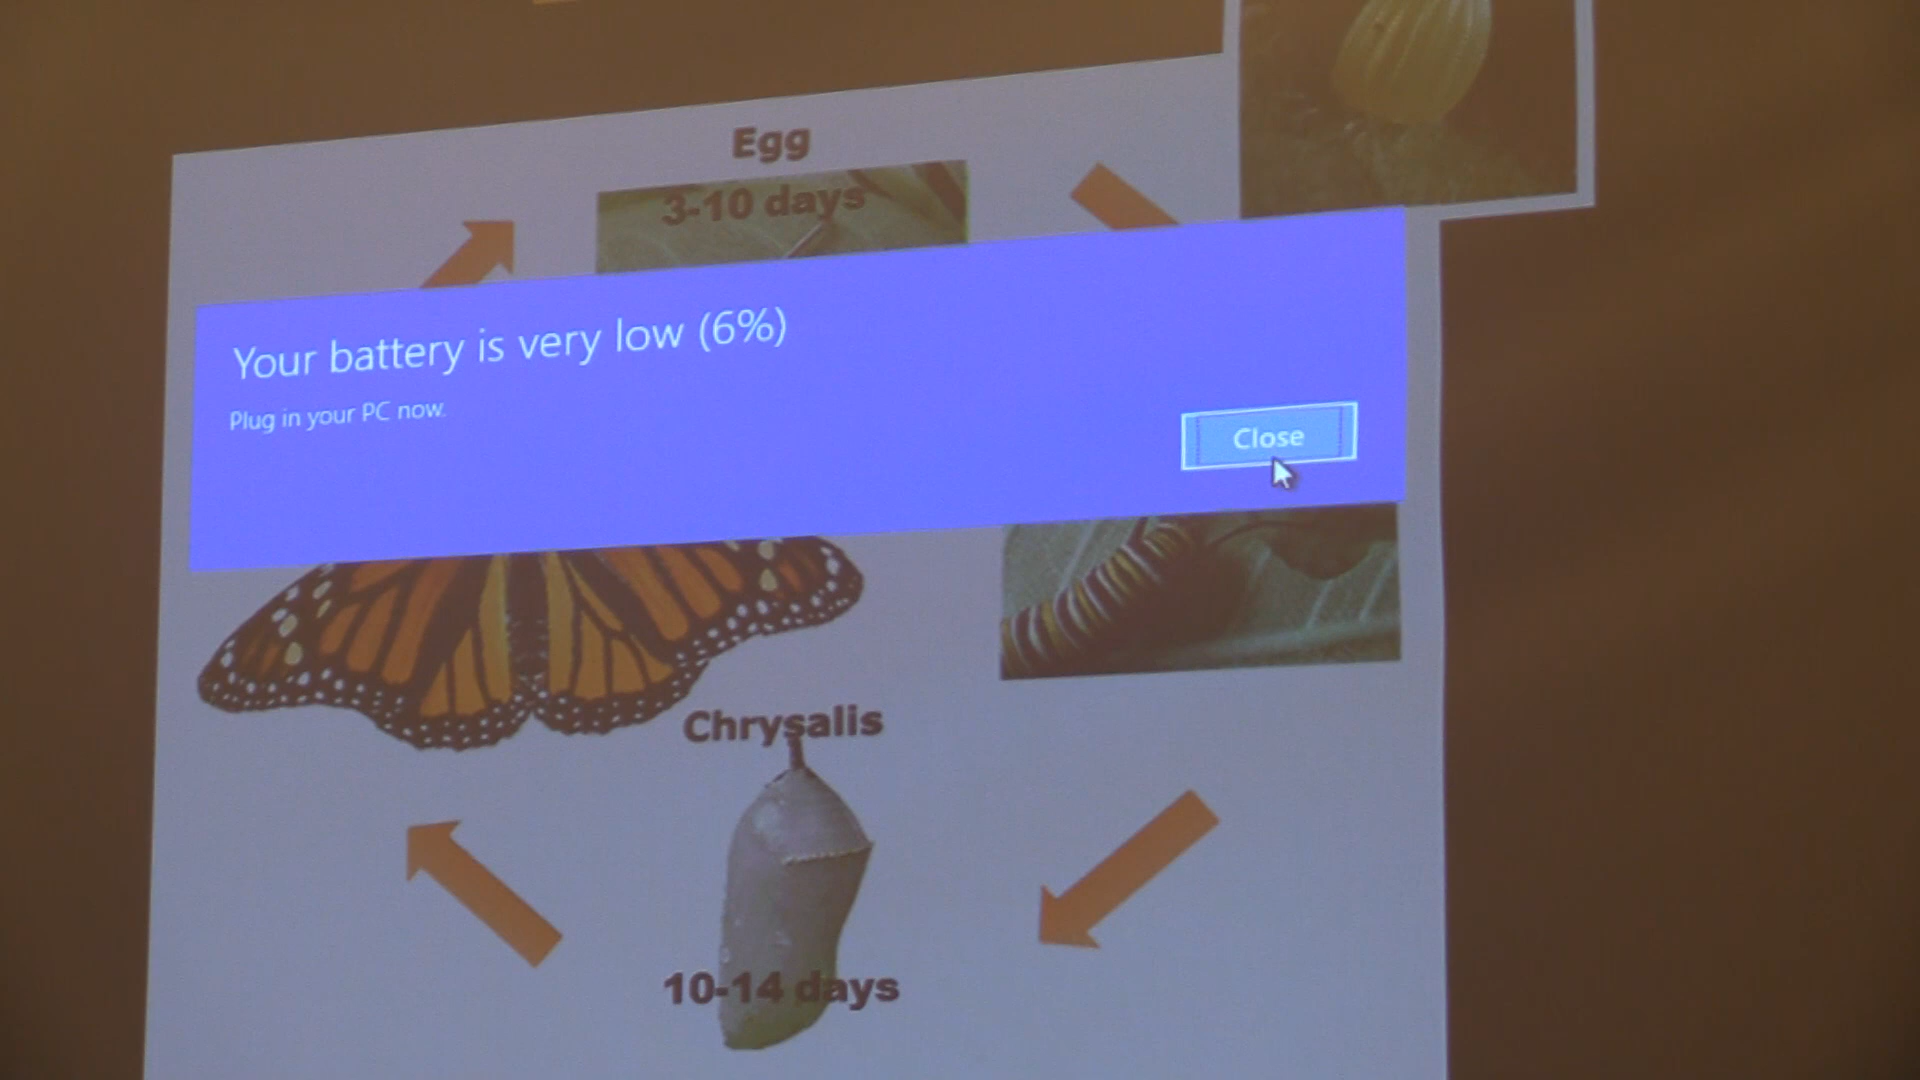 Egg
3-10 days
Your battery is very low (6%)
Plug in your PC now.
Close
Chrysalis
10-14 days